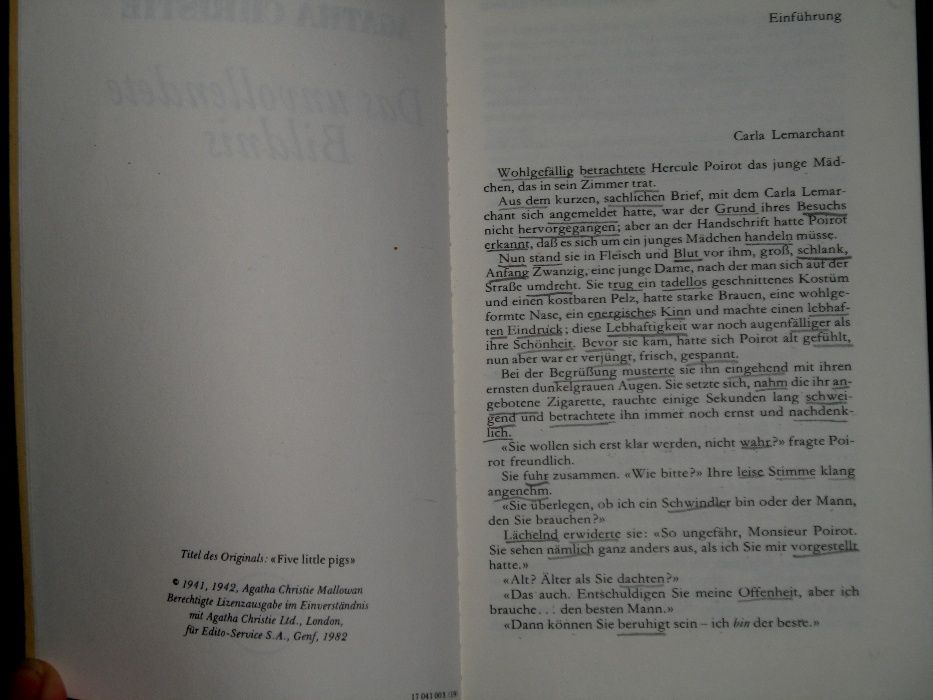 Titel des Originals: «Five little pigs»
© 1941, 1942, Agatha Christie Mallowan
Berechtigte Lizenzausgabe im Einverständnis
mit Agatha Christie Ltd., London,
für Edito-Service S.A., Genf, 1982
17 041 003 /19
Einführung
Carla Lemarchant
Wohlgefällig betrachtete Hercule Poirot das junge Mäd-
chen, das in sein Zimmer trat.
Aus dem kurzen, sachlichen Brief, mit dem Carla Lemar-
chant sich angemeldet hatte, war der Grund ihres Besuchs
nicht hervorgegangen; aber an der Handschrift hatte Poirot
erkannt, daß es sich um ein junges Mädchen handeln müsse.
Nun stand sie in Fleisch und Blut vor ihm, groß, schlank,
Anfang Zwanzig, eine junge Dame, nach der man sich auf der
Straße umdreht. Sie trug ein tadellos geschnittenes Kostüm
und einen kostbaren Pelz, hatte starke Brauen, eine wohlge-
formte Nase, ein energisches Kinn und machte einen lebhaf-
ten Eindruck; diese Lebhaftigkeit war noch augenfälliger als
ihre Schönheit. Bevor sie kam, hatte sich Poirot alt gefühlt,
nun aber war er verjüngt, frisch, gespannt.
Bei der Begrüßung musterte sie ihn eingehend mit ihren
ernsten dunkelgrauen Augen. Sie setzte sich, nahm die ihr an-
gebotene Zigarette, rauchte einige Sekunden lang schwei-
gend und betrachtete ihn immer noch ernst und nachdenk-
lich.
«Sie wollen sich erst klar werden, nicht wahr?» fragte Poi-
rot freundlich.
Sie fuhr zusammen. «Wie bitte?» Ihre leise Stimme klang
angenehm.
«Sie überlegen, ob ich ein Schwindler bin oder der Mann,
den Sie brauchen?»
Lächelnd erwiderte sie: «So ungefähr, Monsieur Poirot.
Sie sehen nämlich ganz anders aus, als ich Sie mir vorgestellt
hatte.»
«Alt? Älter als Sie dachten?»
«Das auch. Entschuldigen Sie meine Offenheit, aber ich
brauche... den besten Mann.»
«Dann können Sie beruhigt sein – ich bin der beste.»